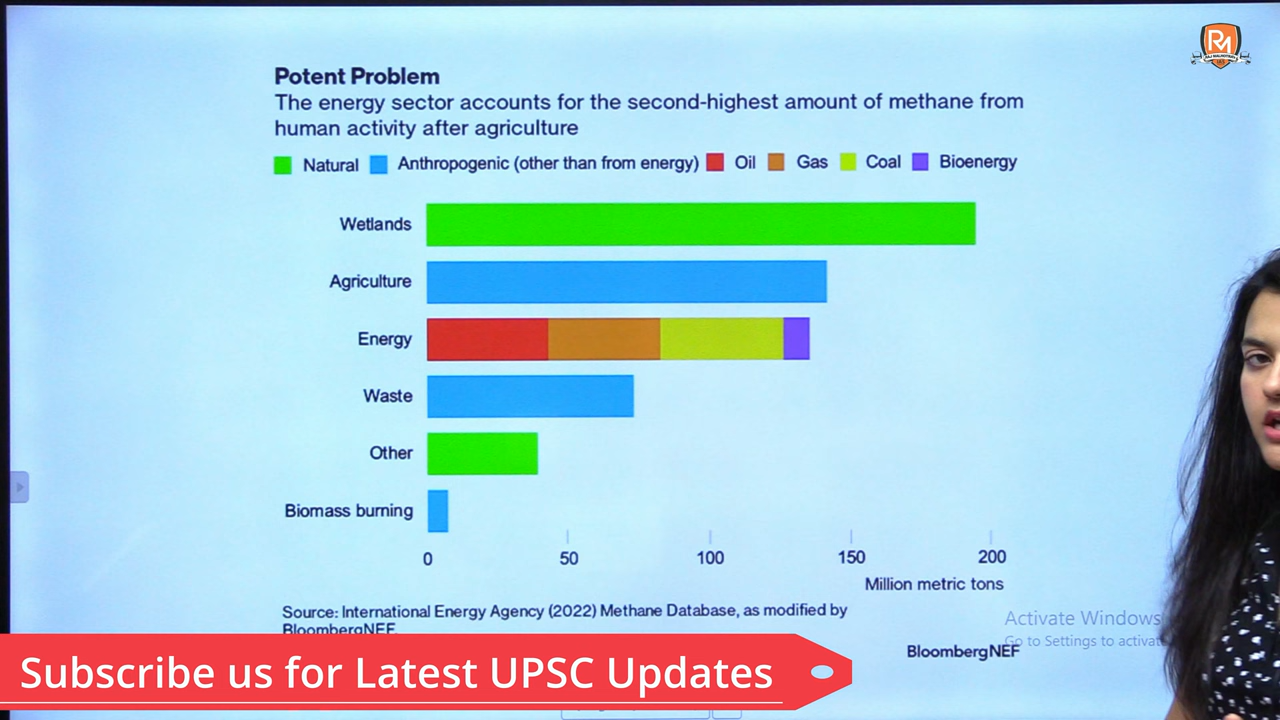 RM
Potent Problem
The energy sector accounts for the second-highest amount of methane from
human activity after agriculture
Natural Anthropogenic (other than from energy) Oil Gas Coal Bioenergy
Wetlands
Agriculture
Energy
Waste
Other
Biomass burning
0 50 100 150 200
Million metric tons
Source: International Energy Agency (2022) Methane Database, as modified by
BloombergNEF.
Activate Windows
Go to Settings to activat
BloombergNEF
Subscribe us for Latest UPSC Updates